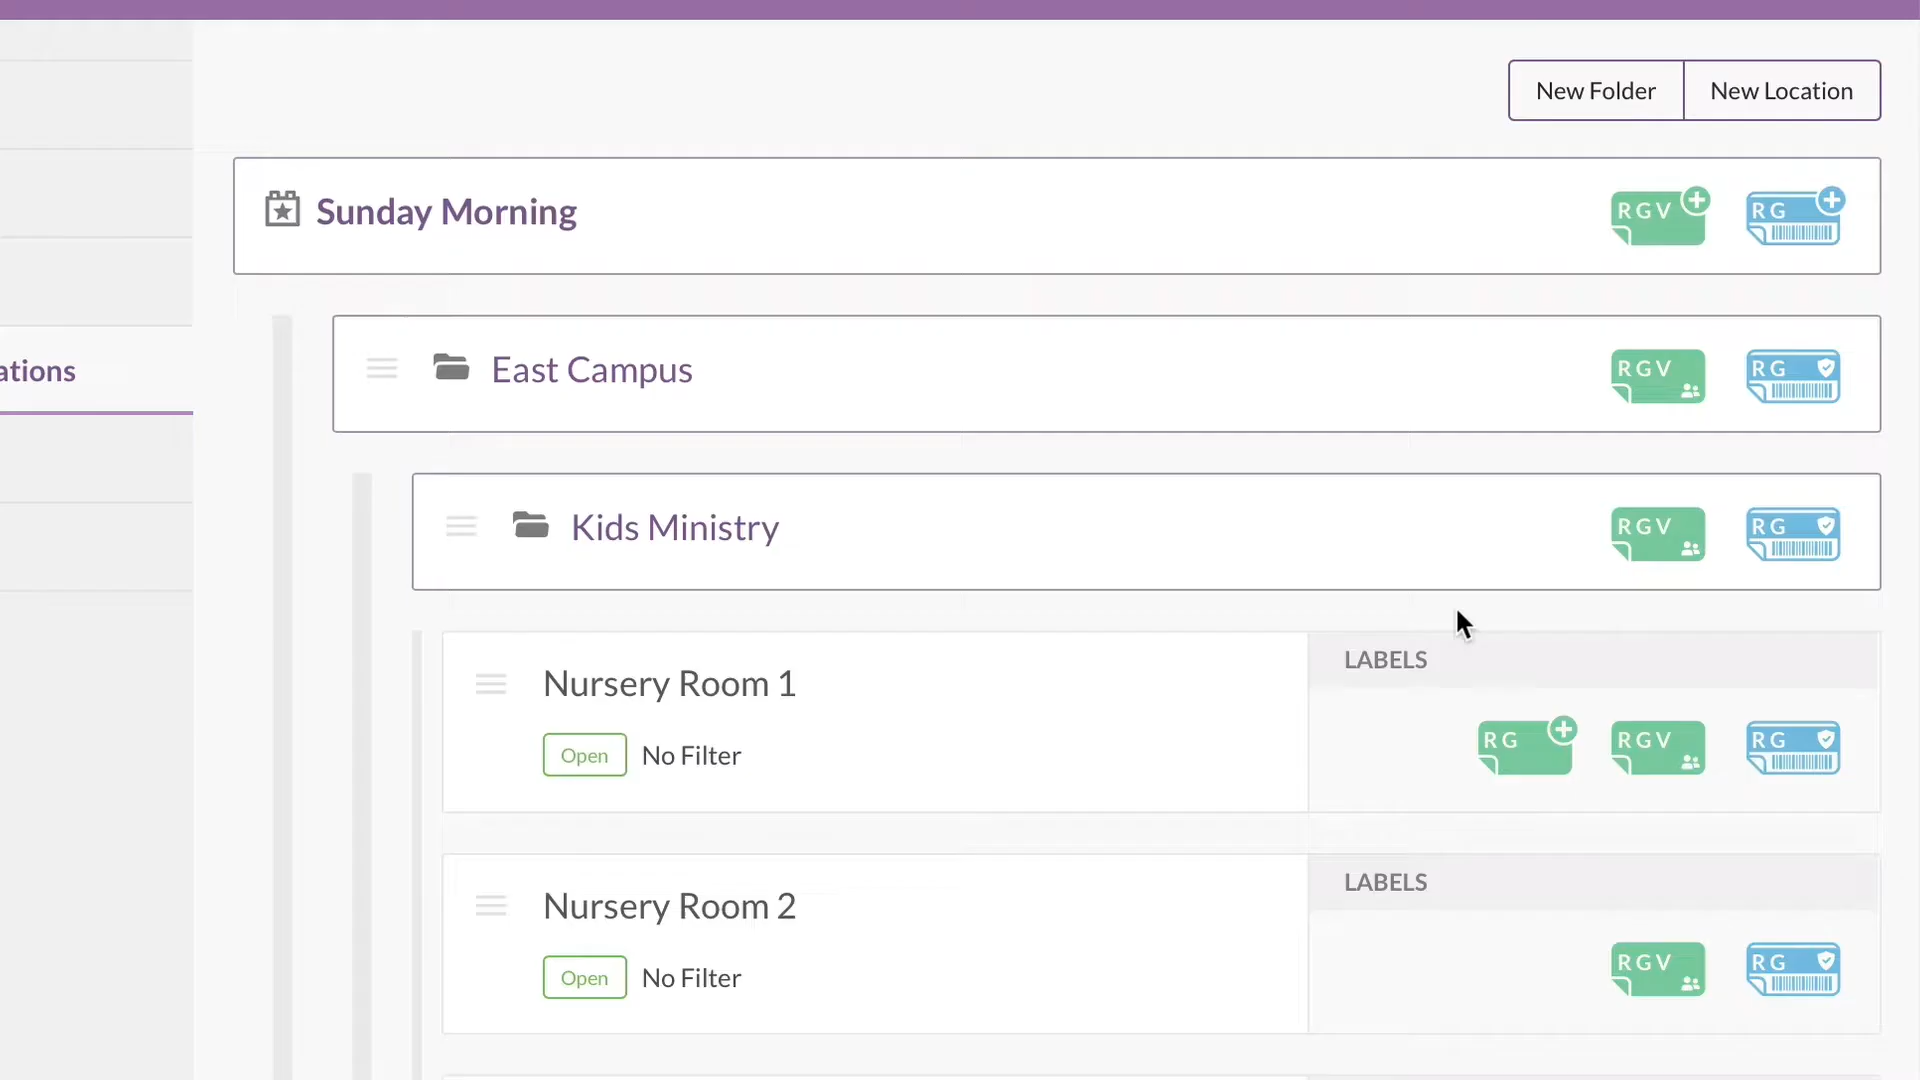 New Folder
New Location
Sunday Morning
RGV
RG
East Campus
RGV
RG
ations
Kids Ministry
RGV
RG
Nursery Room 1
LABELS
Open
No Filter
RG
RGV
RG
Nursery Room 2
LABELS
Open
No Filter
RGV
RG